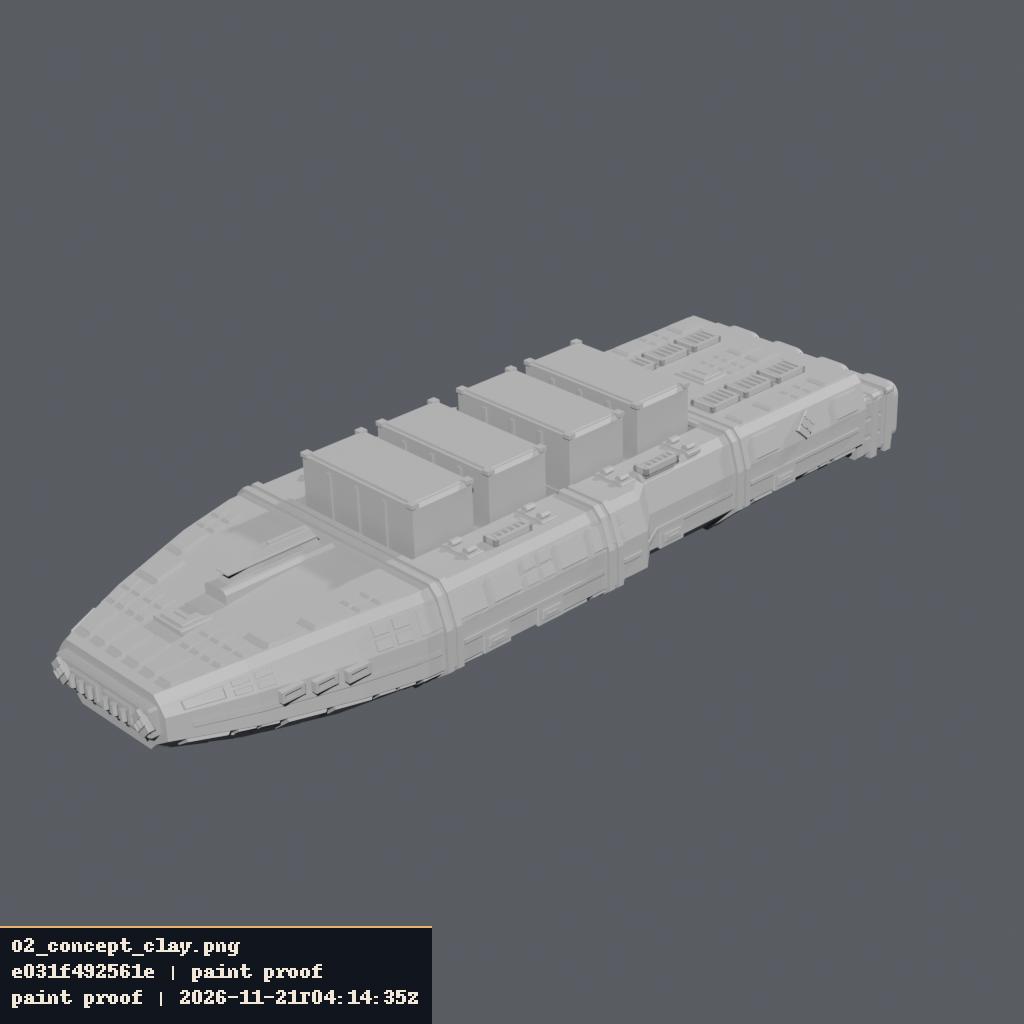 02_concept_clay.png
e031f492561e | paint proof
paint proof | 2026-11-21T04:14:35Z